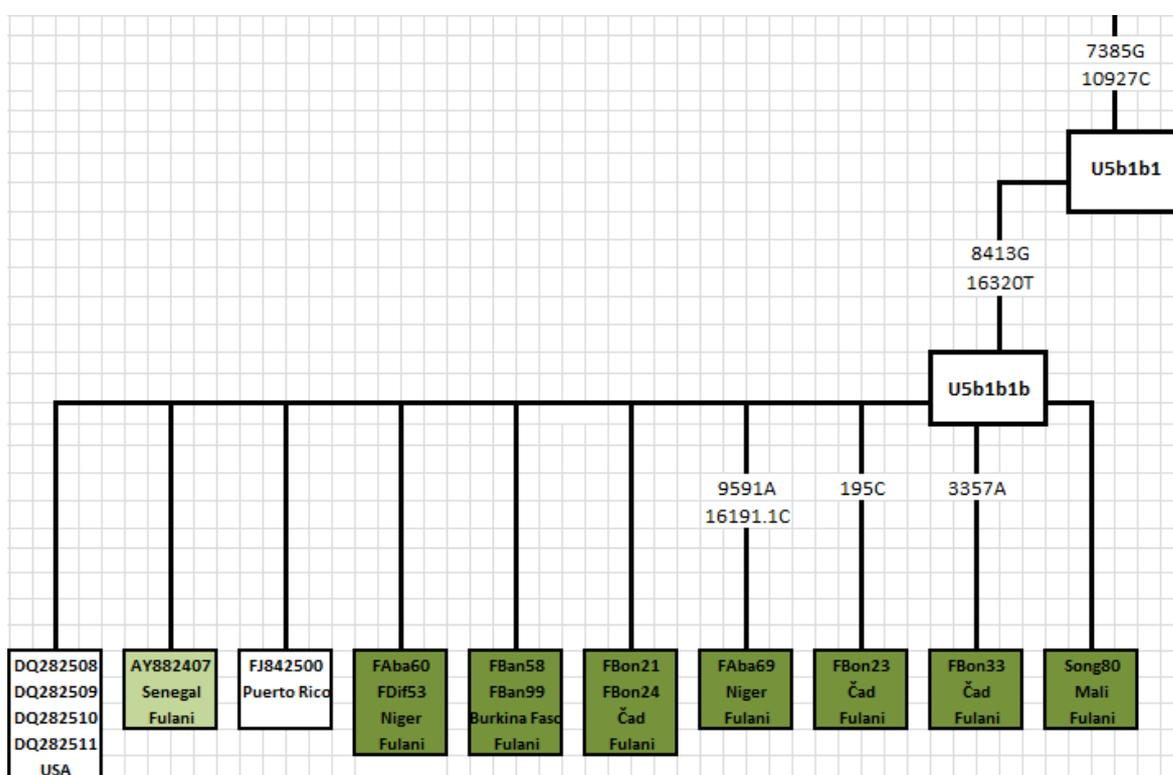 7385G
10927C
U5b1b1
8413G
16320T
U5b1b1b
9591A
16191.1C
195C
3357A
DQ282508
DQ282509
DQ282510
DQ282511
USA
AY882407
Senegal
Fulani
FJ842500
Puerto Rico
FAba60
FDif53
Niger
Fulani
FBan58
FBan99
Burkina Faso
Fulani
FBon21
FBon24
Čad
Fulani
FAba69
Niger
Fulani
FBon23
Čad
Fulani
FBon33
Čad
Fulani
Song80
Mali
Fulani